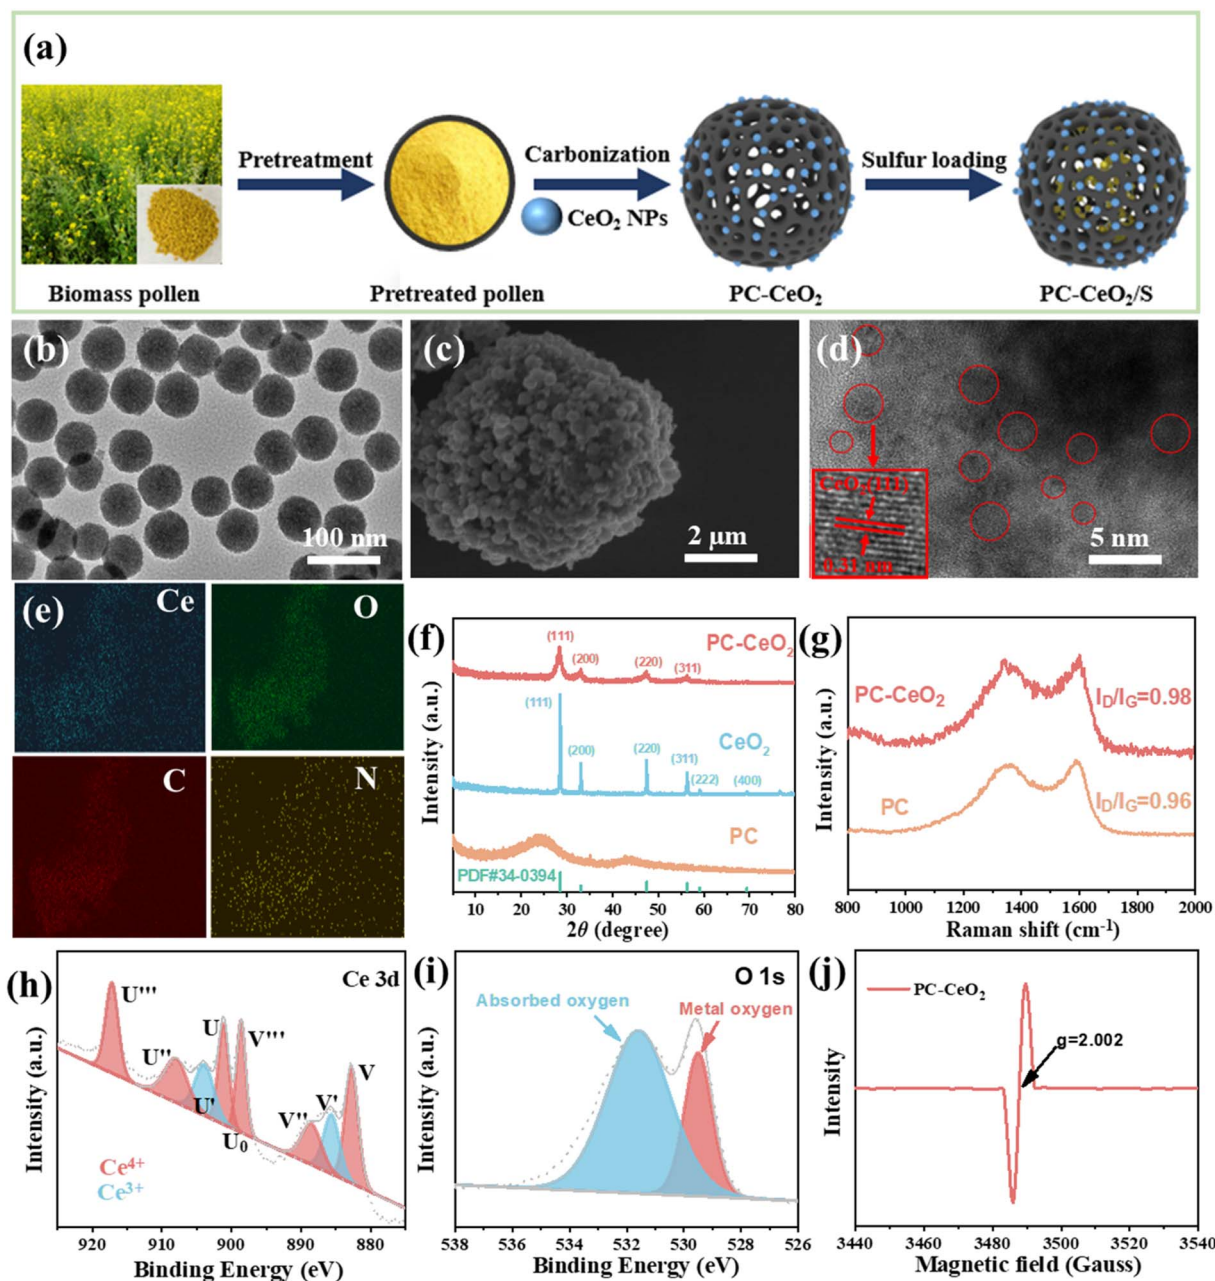 (a)
Pretreatment
Carbonization
CeO₂ NPs
Sulfur loading
Biomass pollen
Pretreated pollen
PC-CeO₂
PC-CeO₂/S
(b)
100 nm
(c)
2 μm
(d)
CeO₂(111)
0.31 nm
5 nm
(e)
Ce
O
C
N
(f)
Intensity (a.u.)
(111)
(200)
(220)
(311)
PC-CeO₂
(111)
(200)
(220)
(311)
(222)
(400)
CeO₂
PC
PDF#34-0394
10 20 30 40 50 60 70 80
2θ (degree)
(g)
Intensity (a.u.)
PC-CeO₂
I_D/I_G=0.98
PC
I_D/I_G=0.96
800 1000 1200 1400 1600 1800 2000
Raman shift (cm⁻¹)
(h)
Ce 3d
Intensity (a.u.)
U'''
U''
U'
U
U₀
V'''
V''
V'
V
Ce⁴⁺
Ce³⁺
920 910 900 890 880
Binding Energy (eV)
(i)
O 1s
Intensity (a.u.)
Absorbed oxygen
Metal oxygen
538 536 534 532 530 528 526
Binding Energy (eV)
(j)
Intensity
PC-CeO₂
g=2.002
3440 3460 3480 3500 3520 3540
Magnetic field (Gauss)